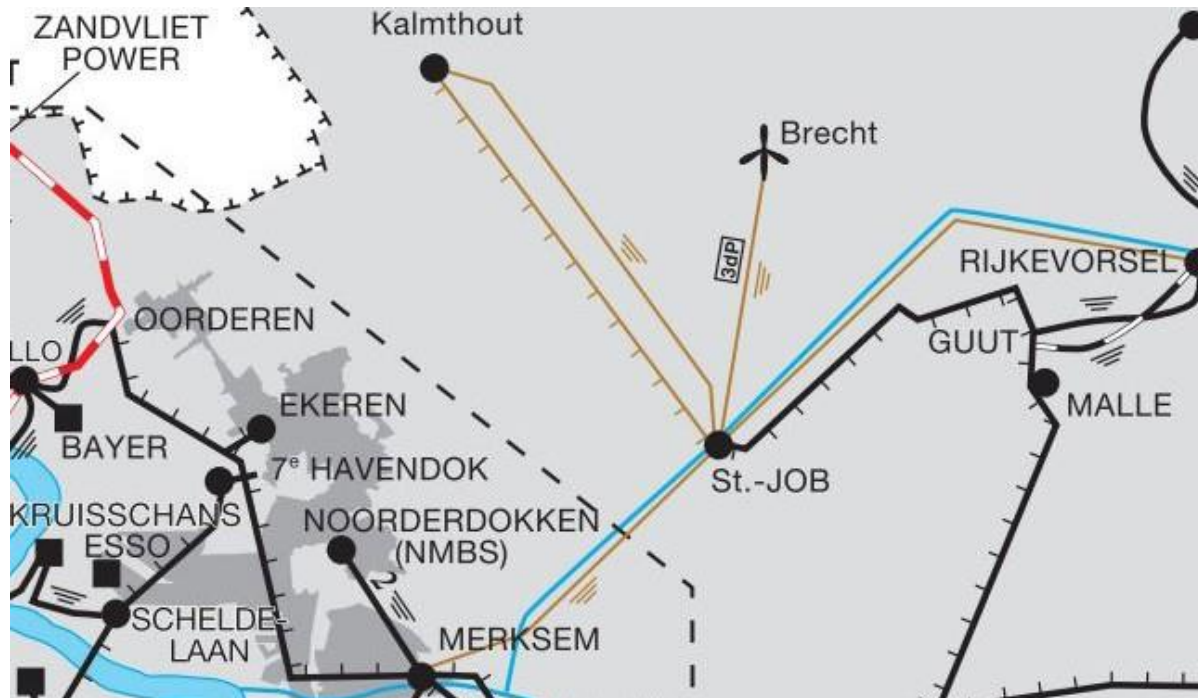 ZANDVLIET
POWER
Kalmthout
Brecht
3dP
RIJKEVORSEL
OORDEREN
GUUT
LLO
EKEREN
MALLE
BAYER
7e HAVENDOK
St.-JOB
KRUISSCHANS
ESSO
NOORDERDOKKEN
(NMBS)
2
SCHELDE-
LAAN
MERKSEM